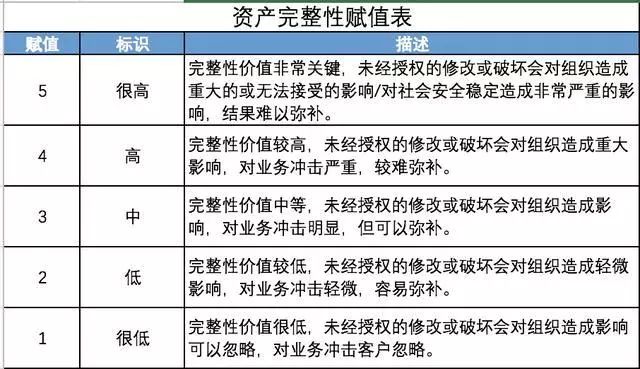 资产完整性赋值表
赋值 标识 描述
5 很高 完整性价值非常关键，未经授权的修改或破坏会对组织造成
重大的或无法接受的影响/对社会安全稳定造成非常严重的影
响，结果难以弥补。
4 高 完整性价值较高，未经授权的修改或破坏会对组织造成重大
影响，对业务冲击严重，较难弥补。
3 中 完整性价值中等，未经授权的修改或破坏会对组织造成影
响，对业务冲击明显，但可以弥补。
2 低 完整性价值较低，未经授权的修改或破坏会对组织造成轻微
影响，对业务冲击轻微，容易弥补。
1 很低 完整性价值很低，未经授权的修改或破坏会对组织造成影响
可以忽略，对业务冲击客户忽略。